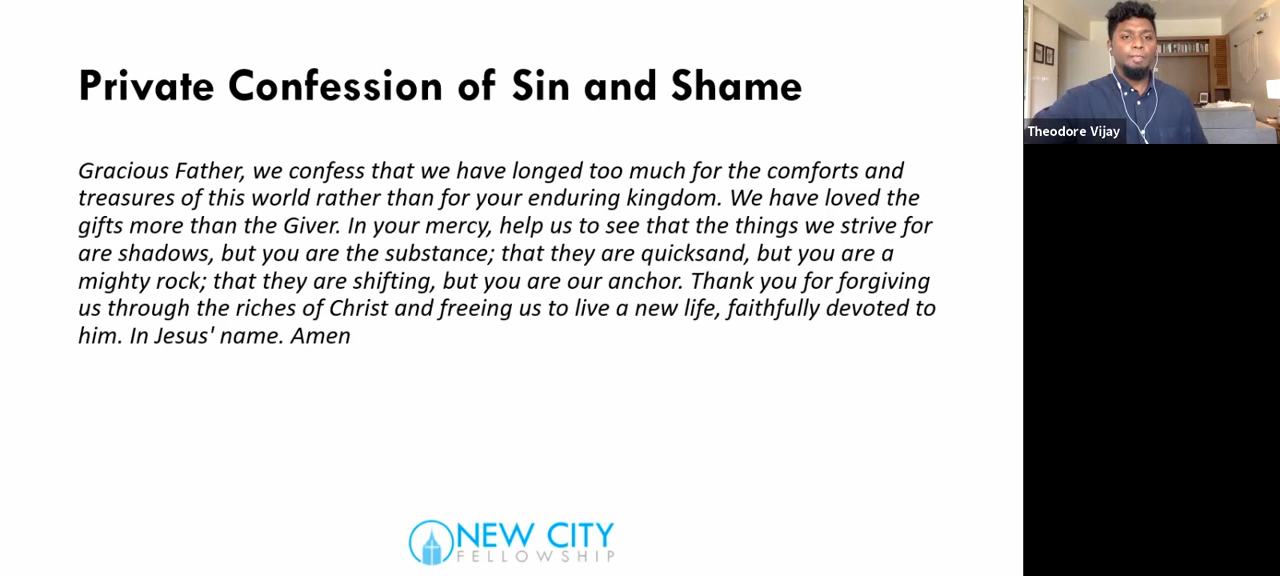 Private Confession of Sin and Shame
Gracious Father, we confess that we have longed too much for the comforts and
treasures of this world rather than for your enduring kingdom. We have loved the
gifts more than the Giver. In your mercy, help us to see that the things we strive for
are shadows, but you are the substance; that they are quicksand, but you are a
mighty rock; that they are shifting, but you are our anchor. Thank you for forgiving
us through the riches of Christ and freeing us to live a new life, faithfully devoted to
him. In Jesus' name. Amen
NEW CITY
FELLOWSHIP
Theodore Vijay